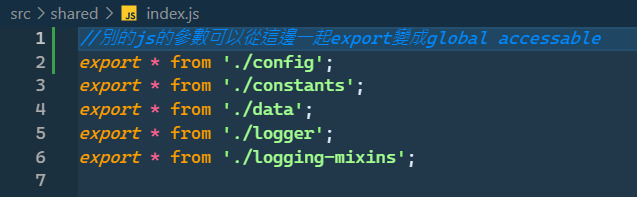 src > shared > JS index.js
1 //別的js的參數可以從這邊一起export變成global accessable
2 export * from './config';
3 export * from './constants';
4 export * from './data';
5 export * from './logger';
6 export * from './logging-mixins';
7